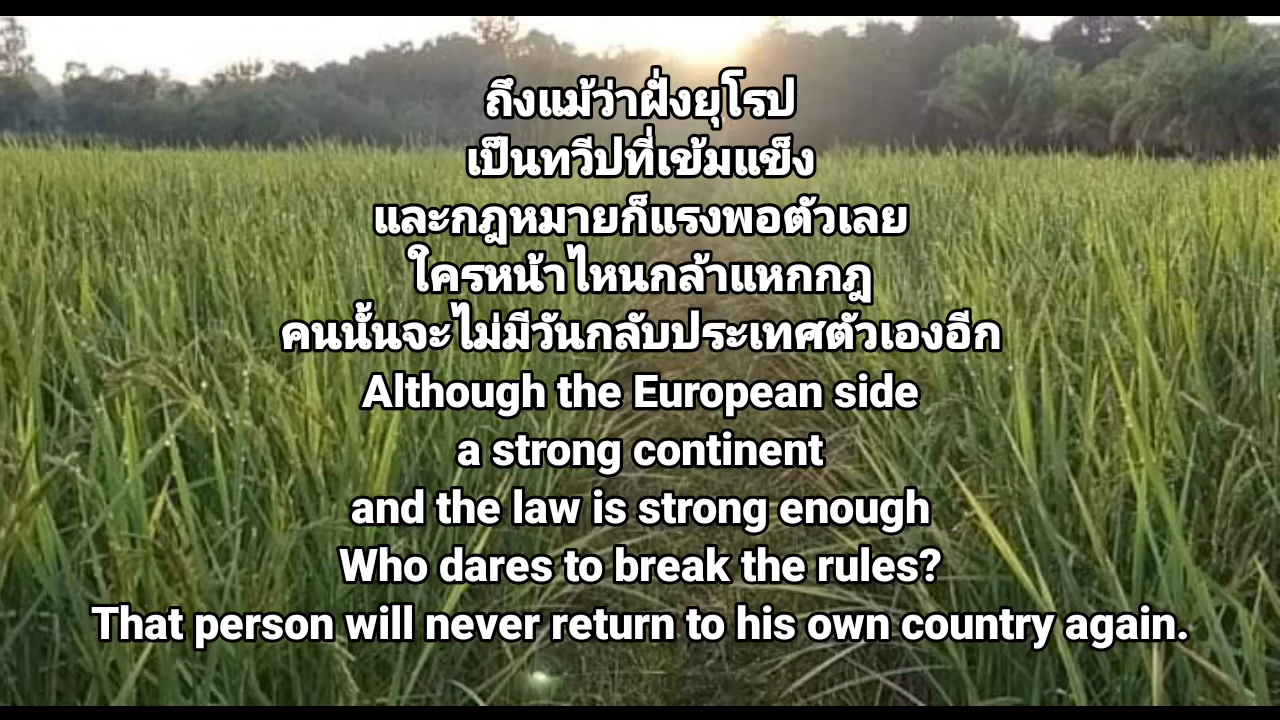 ถึงแม้ว่าฝั่งยุโรป
เป็นทวีปที่เข้มแข็ง
และกฎหมายก็แรงพอตัวเลย
ใครหน้าไหนกล้าแหกกฎ
คนนั้นจะไม่มีวันกลับประเทศตัวเองอีก
Although the European side
a strong continent
and the law is strong enough
Who dares to break the rules?
That person will never return to his own country again.